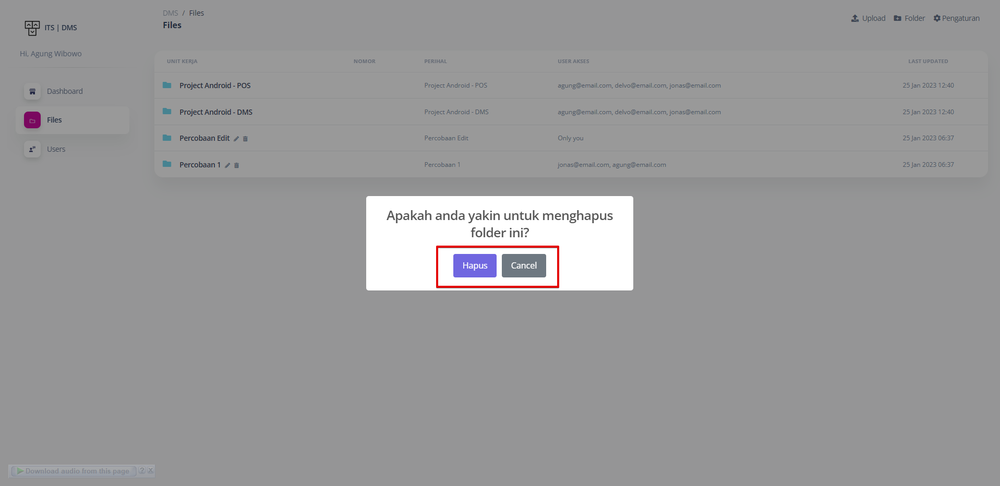 ITS | DMS
Hi, Agung Wibowo
Dashboard
Files
Users
DMS / Files
Files
Upload Folder Pengaturan
UNIT KERJA NOMOR PERIHAL USER AKSES LAST UPDATED
Project Android - POS Project Android - POS agung@email.com, delvo@email.com, jonas@email.com 25 Jan 2023 12:40
Project Android - DMS Project Android - DMS agung@email.com, delvo@email.com, jonas@email.com 25 Jan 2023 12:40
Percobaan Edit Percobaan Edit Only you 25 Jan 2023 06:37
Percobaan 1 Percobaan 1 jonas@email.com, agung@email.com 25 Jan 2023 06:37
Apakah anda yakin untuk menghapus
folder ini?
Hapus Cancel
Download audio from this page ? X